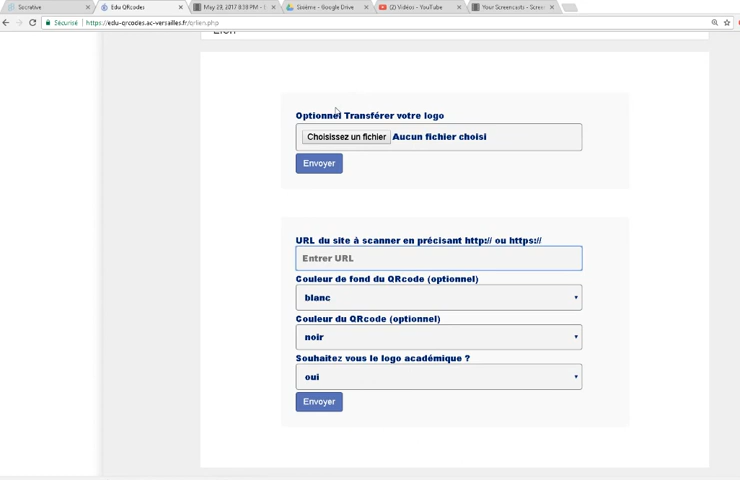 Socrative
Edu QRcodes
May 29, 2017 8:38 PM - S
Sixième - Google Drive
(2) Vidéos - YouTube
Your Screencasts - Screen
Sécurisé
https://edu-qrcodes.ac-versailles.fr/qrlien.php
Optionnel Transférer votre logo
Choisissez un fichier Aucun fichier choisi
Envoyer
URL du site à scanner en précisant http:// ou https://
Entrer URL
Couleur de fond du QRcode (optionnel)
blanc
Couleur du QRcode (optionnel)
noir
Souhaitez vous le logo académique ?
oui
Envoyer